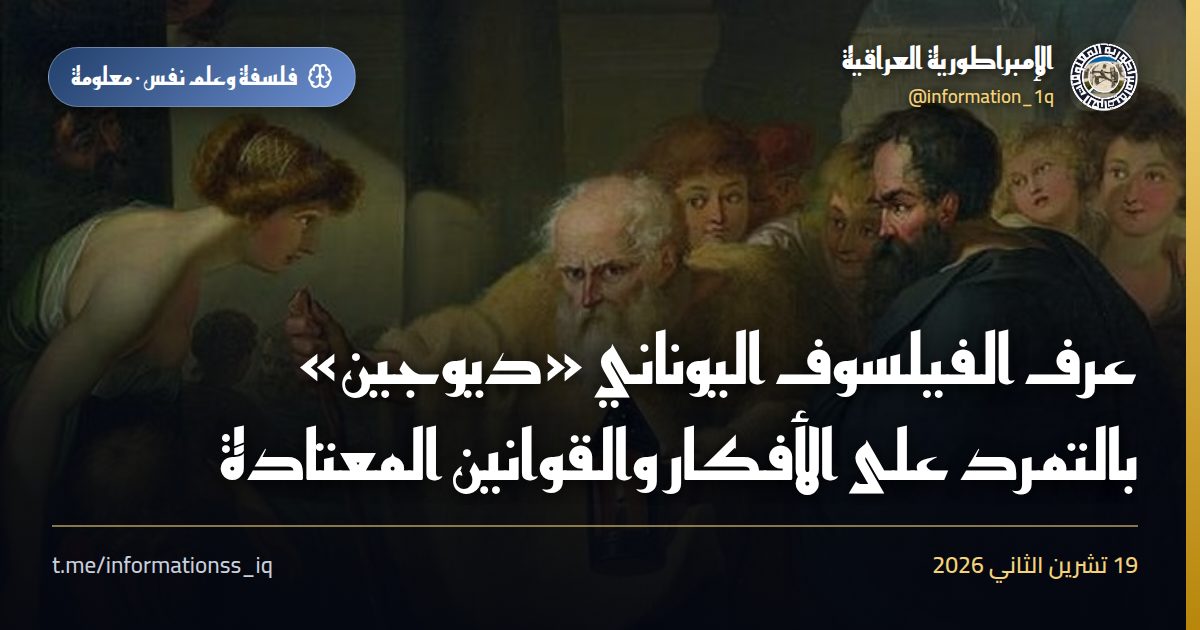 الإمبراطورية العراقية
@information_1q
فلسفة وعلم نفس · معلومة
عرف الفيلسوف اليوناني «ديوجين»
بالتمرد على الأفكار والقوانين المعتادة
19 تشرين الثاني 2026
t.me/informationss_iq